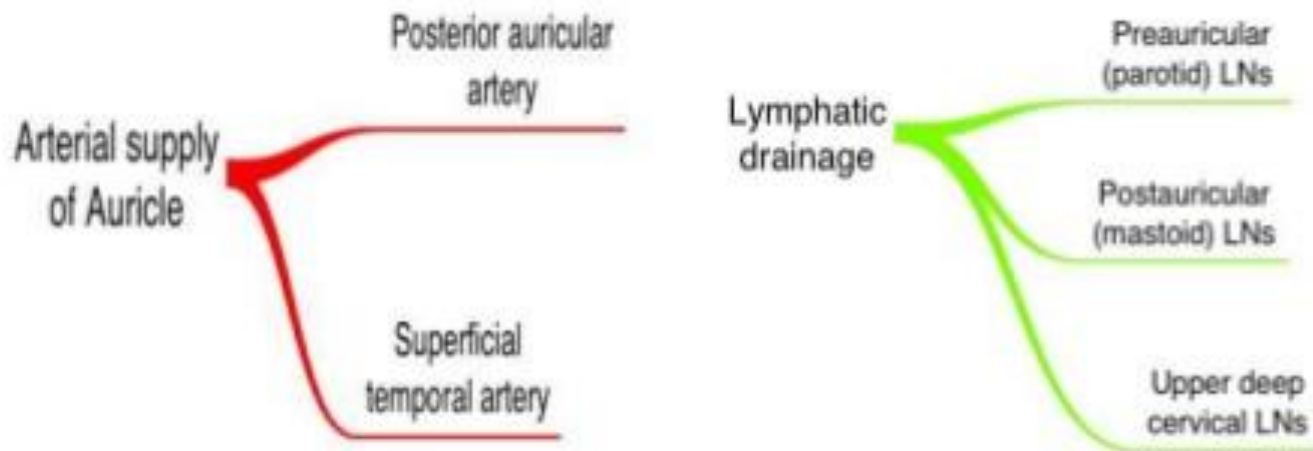 Arterial supply
of Auricle
Posterior auricular
artery
Superficial
temporal artery
Lymphatic
drainage
Preauricular
(parotid) LNs
Postauricular
(mastoid) LNs
Upper deep
cervical LNs